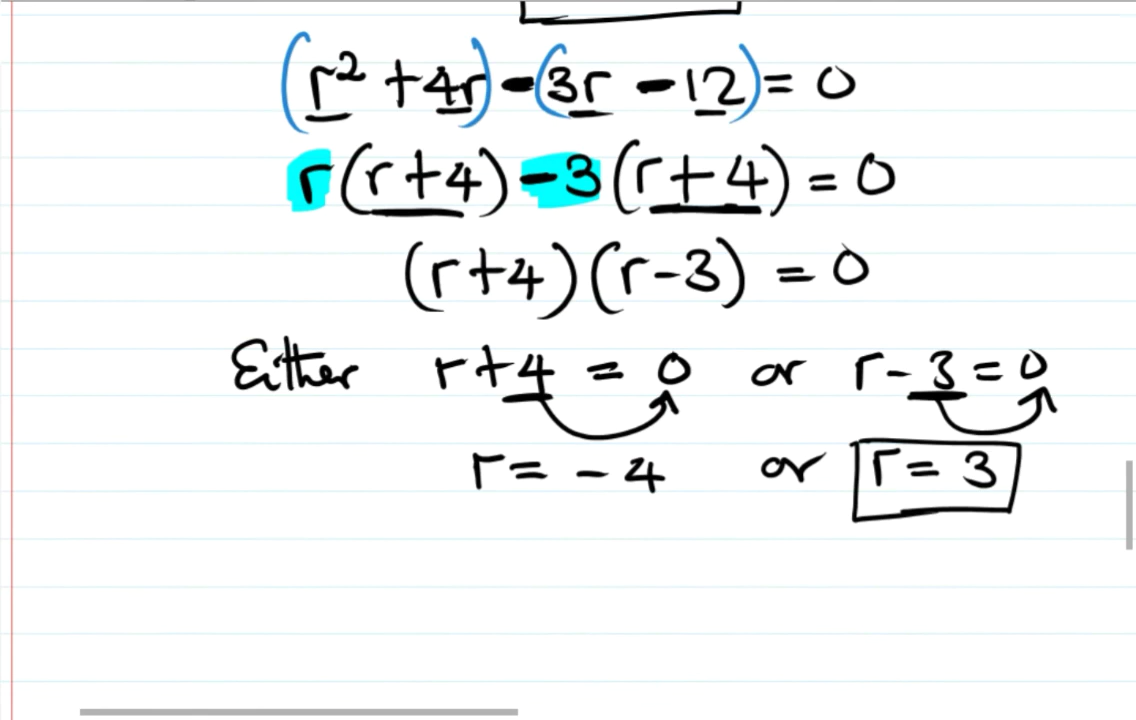 (r² + 4r) - (3r - 12) = 0
r(r+4) - 3(r+4) = 0
(r+4)(r-3) = 0
Either r+4 = 0 or r-3 = 0
r = -4 or r = 3